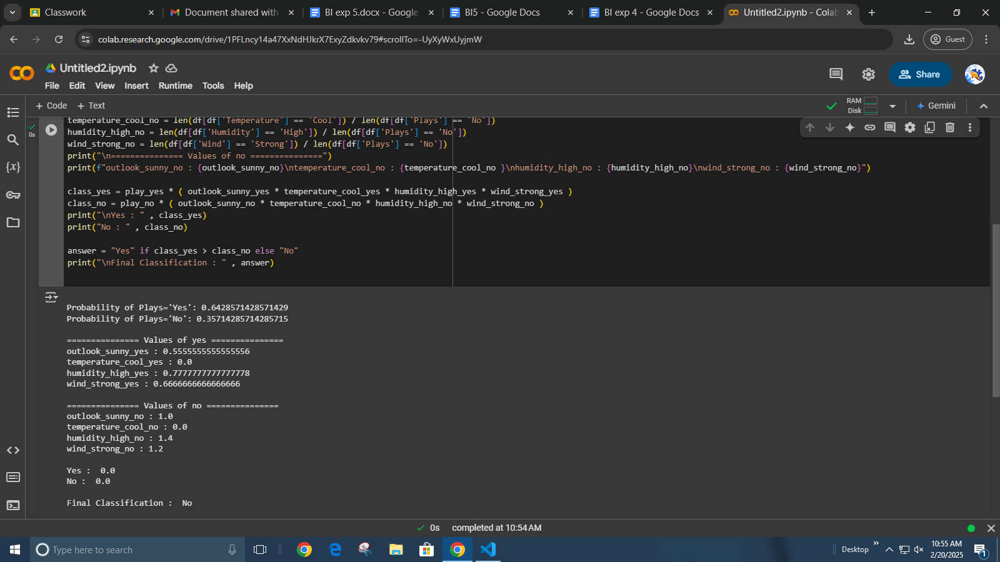 Classwork
Document shared with
BI exp 5.docx - Google
BI5 - Google Docs
BI exp 4 - Google Docs
Untitled2.ipynb - Colab
colab.research.google.com/drive/1PFLncy14a47XxNdHJkrX7ExyZdkvkv79#scrollTo=-UyXyWxUyjmW
Guest
Untitled2.ipynb
File Edit View Insert Runtime Tools Help
Share
+ Code + Text
RAM
Disk
Gemini
0s
temperature_cool_no = len(df[df['Temperature'] == 'Cool']) / len(df[df['Plays'] == 'No'])
humidity_high_no = len(df[df['Humidity'] == 'High']) / len(df[df['Plays'] == 'No'])
wind_strong_no = len(df[df['Wind'] == 'Strong']) / len(df[df['Plays'] == 'No'])
print("\n=============== Values of no ===============")
print(f"outlook_sunny_no : {outlook_sunny_no}\ntemperature_cool_no : {temperature_cool_no }\nhumidity_high_no : {humidity_high_no}\nwind_strong_no : {wind_strong_no}")
class_yes = play_yes * ( outlook_sunny_yes * temperature_cool_yes * humidity_high_yes * wind_strong_yes )
class_no = play_no * ( outlook_sunny_no * temperature_cool_no * humidity_high_no * wind_strong_no )
print("\nYes : " , class_yes)
print("No : " , class_no)
answer = "Yes" if class_yes > class_no else "No"
print("\nFinal Classification : " , answer)
Probability of Plays='Yes': 0.6428571428571429
Probability of Plays='No': 0.35714285714285715
=============== Values of yes ===============
outlook_sunny_yes : 0.5555555555555556
temperature_cool_yes : 0.0
humidity_high_yes : 0.7777777777777778
wind_strong_yes : 0.6666666666666666
=============== Values of no ===============
outlook_sunny_no : 1.0
temperature_cool_no : 0.0
humidity_high_no : 1.4
wind_strong_no : 1.2
Yes :  0.0
No :  0.0
Final Classification :  No
0s completed at 10:54 AM
Type here to search
Desktop
10:55 AM
2/20/2025
1